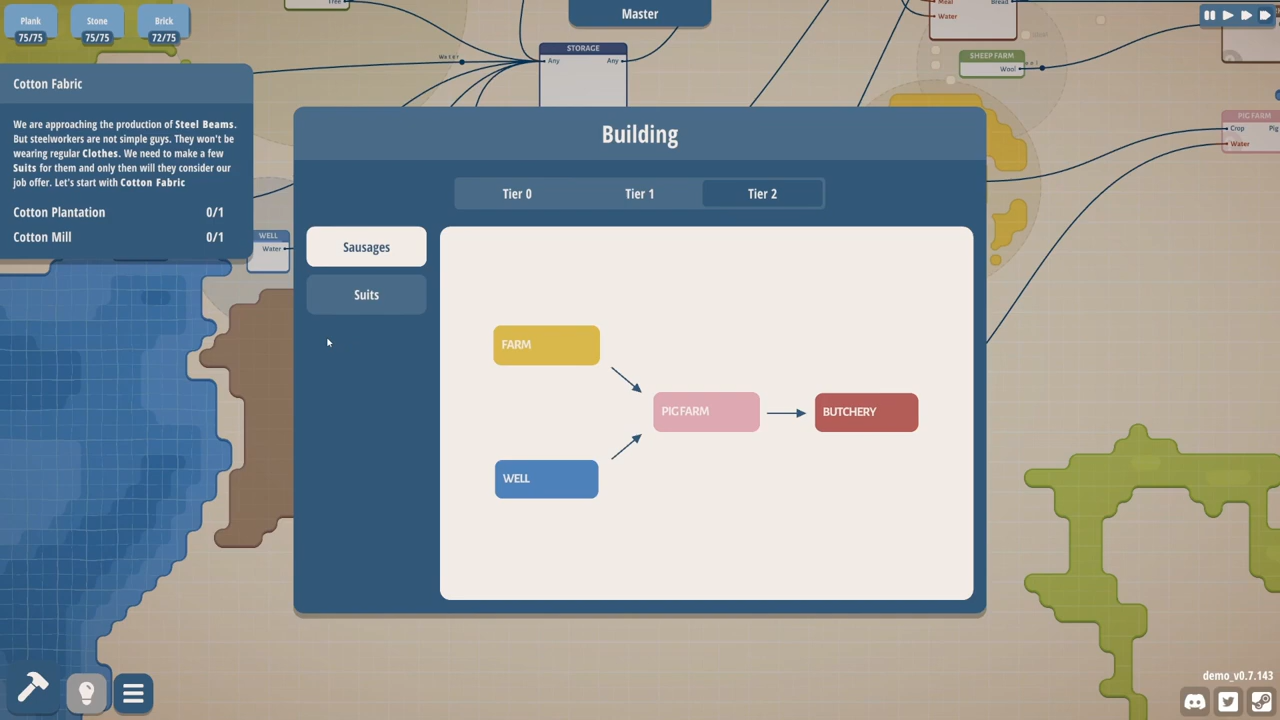 Plank
75/75
Stone
75/75
Brick
72/75
Master
Tree
Water
STORAGE
Any
Any
Meal
Water
Bread
SHEEP FARM
Wool
PIG FARM
Crop
Pig
Water
Cotton Fabric
We are approaching the production of Steel Beams.
But steelworkers are not simple guys. They won't be
wearing regular Clothes. We need to make a few
Suits for them and only then will they consider our
job offer. Let's start with Cotton Fabric
Cotton Plantation 0/1
Cotton Mill 0/1
WELL
Water
Building
Tier 0
Tier 1
Tier 2
Sausages
Suits
FARM
PIG FARM
BUTCHERY
WELL
demo_v0.7.143